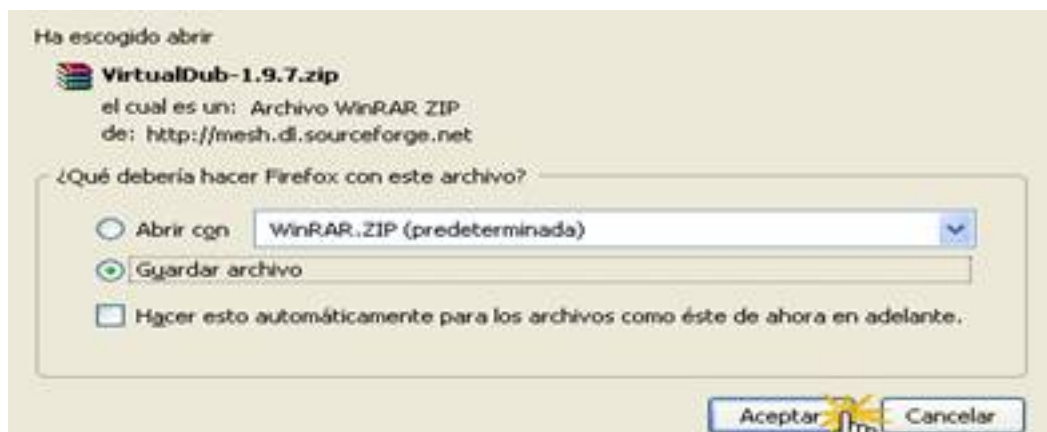 Ha escogido abrir
VirtualDub-1.9.7.zip
el cual es un: Archivo WinRAR ZIP
de: http://mesh.dl.sourceforge.net
¿Qué debería hacer Firefox con este archivo?
Abrir con WinRAR.ZIP (predeterminada)
Guardar archivo
Hacer esto automáticamente para los archivos como éste de ahora en adelante.
Aceptar Cancelar